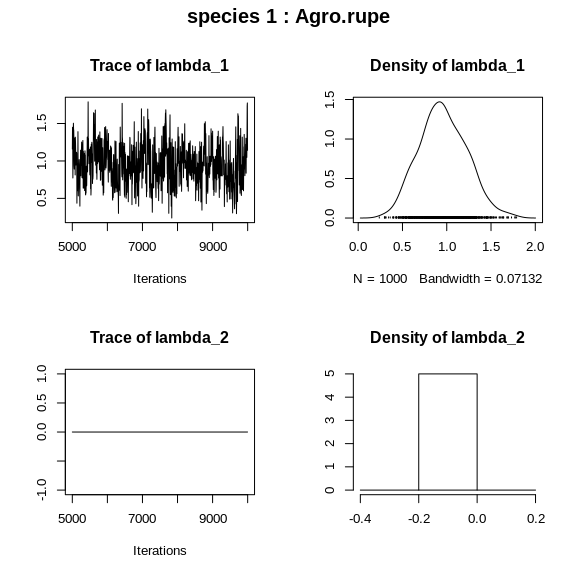 species 1 : Agro.rupe
Trace of lambda_1
0.5 1.0 1.5
5000 7000 9000
Iterations
Density of lambda_1
0.0 0.5 1.0 1.5
0.0 0.5 1.0 1.5 2.0
N = 1000 Bandwidth = 0.07132
Trace of lambda_2
-1.0 0.0 0.5 1.0
5000 7000 9000
Iterations
Density of lambda_2
0 1 2 3 4 5
-0.4 -0.2 0.0 0.2